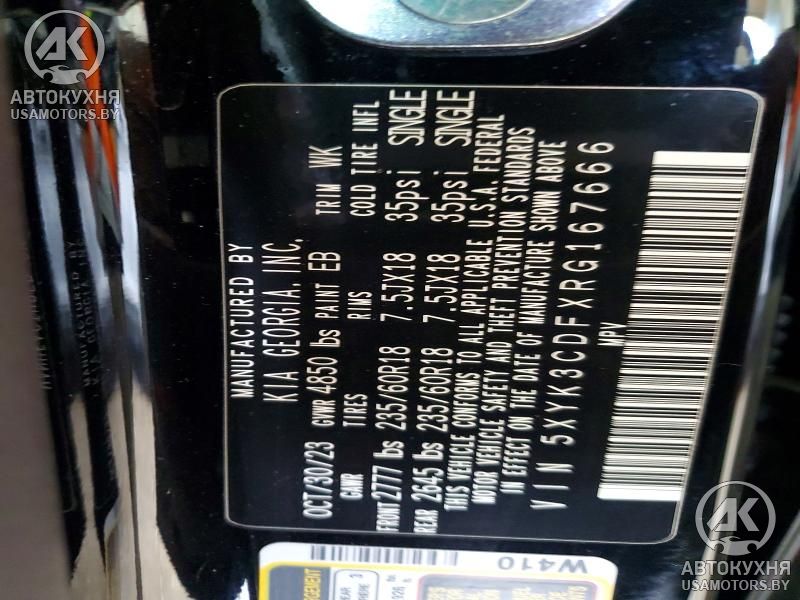 AK
АВТОКУХНЯ
USAMOTORS.BY
MANUFACTURED BY
KIA GEORGIA, INC.
OCT/30/23 GVWR 4850 lbs PAINT EB TRIM WK
GAWR TIRES RIMS COLD TIRE INFL
FRONT 2777 lbs 235/60R18 7.5JX18 35psi SINGLE
REAR 2645 lbs 235/60R18 7.5JX18 35psi SINGLE
THIS VEHICLE CONFORMS TO ALL APPLICABLE U.S.A. FEDERAL
MOTOR VEHICLE SAFETY AND THEFT PREVENTION STANDARDS
IN EFFECT ON THE DATE OF MANUFACTURE SHOWN ABOVE
VIN 5XYK3CDFXRG167666
MPV
W410
AK
АВТОКУХНЯ
USAMOTORS.BY